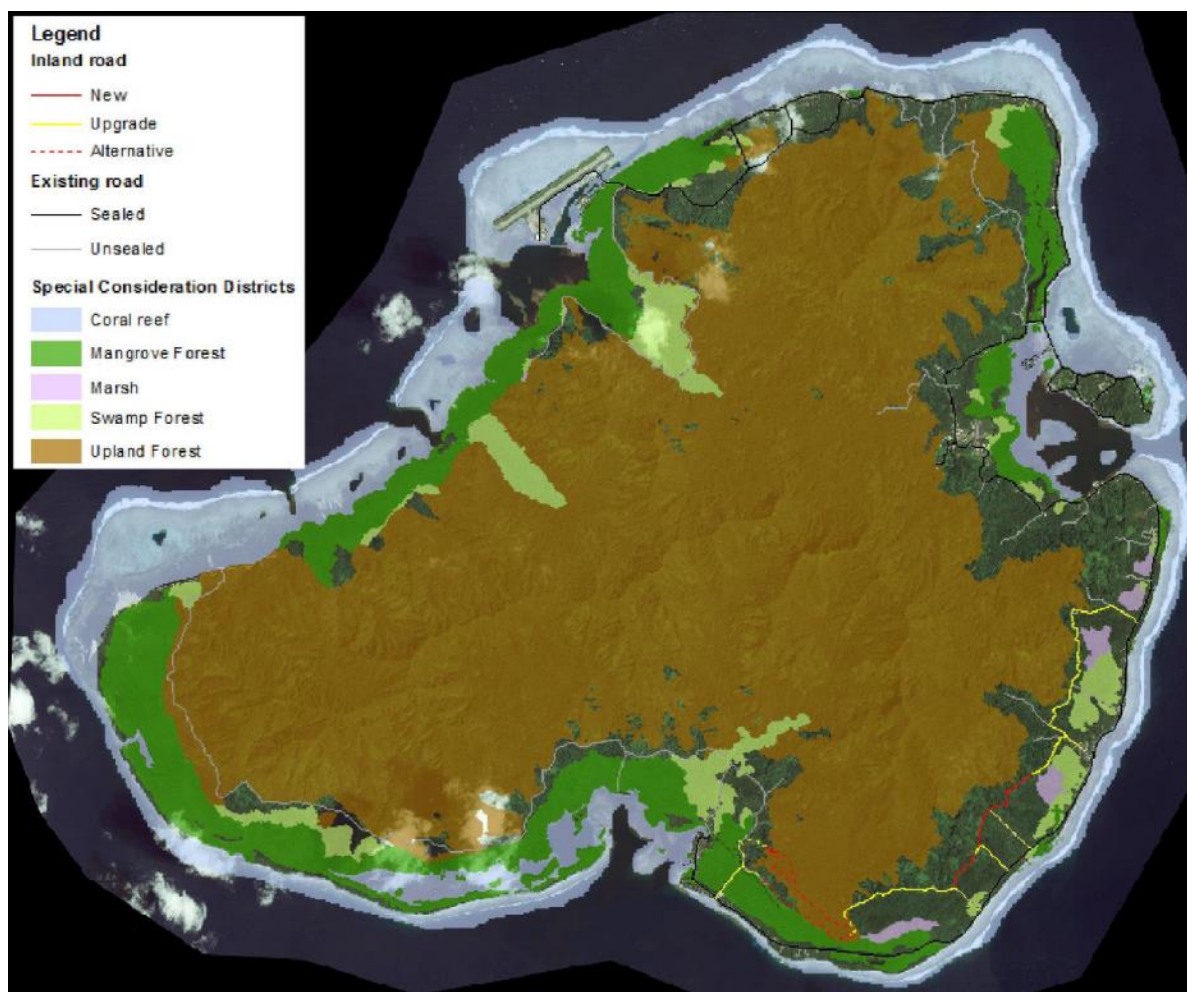 Legend
Inland road
New
Upgrade
Alternative
Existing road
Sealed
Unsealed
Special Consideration Districts
Coral reef
Mangrove Forest
Marsh
Swamp Forest
Upland Forest